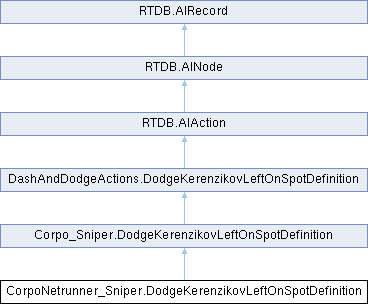 RTDB.AIRecord
RTDB.AINode
RTDB.AIAction
DashAndDodgeActions.DodgeKerenzikovLeftOnSpotDefinition
Corpo_Sniper.DodgeKerenzikovLeftOnSpotDefinition
CorpoNetrunner_Sniper.DodgeKerenzikovLeftOnSpotDefinition